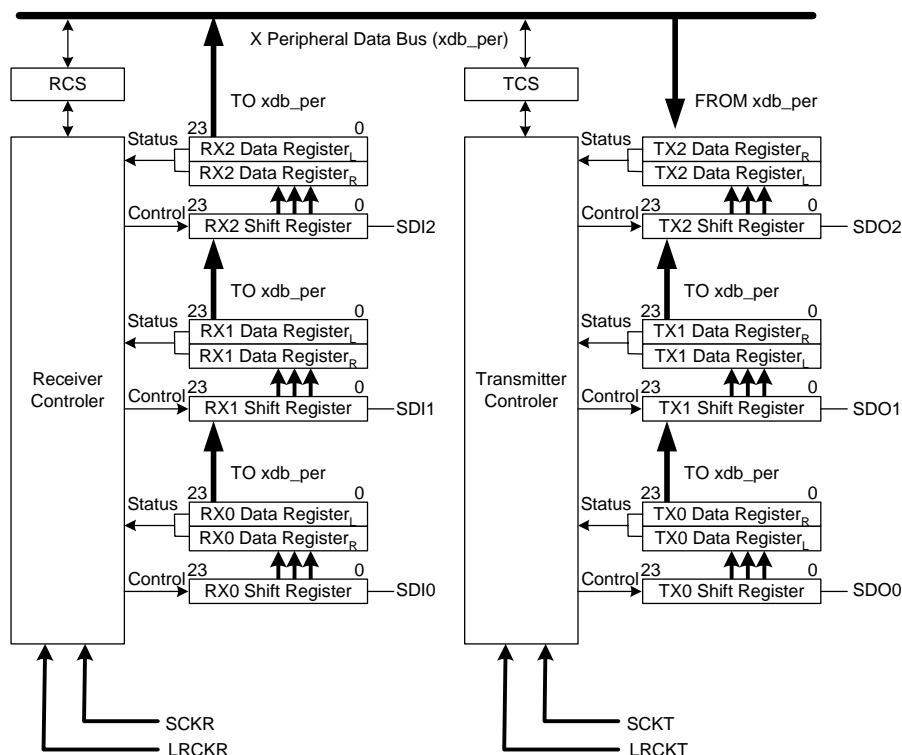 X Peripheral Data Bus (xdb_per)
RCS
TO xdb_per
23 0
Status
RX2 Data RegisterL
RX2 Data RegisterR
Control
23 0
RX2 Shift Register
SDI2
TO xdb_per
23 0
Status
RX1 Data RegisterL
RX1 Data RegisterR
Receiver
Controler
Control
23 0
RX1 Shift Register
SDI1
TO xdb_per
23 0
Status
RX0 Data RegisterL
RX0 Data RegisterR
Control
23 0
RX0 Shift Register
SDI0
SCKR
LRCKR
TCS
FROM xdb_per
23 0
Status
TX2 Data RegisterR
TX2 Data RegisterL
Control
23 0
TX2 Shift Register
SDO2
TO xdb_per
23 0
Status
TX1 Data RegisterR
TX1 Data RegisterL
Transmitter
Controler
Control
23 0
TX1 Shift Register
SDO1
TO xdb_per
23 0
Status
TX0 Data RegisterR
TX0 Data RegisterL
Control
23 0
TX0 Shift Register
SDO0
SCKT
LRCKT